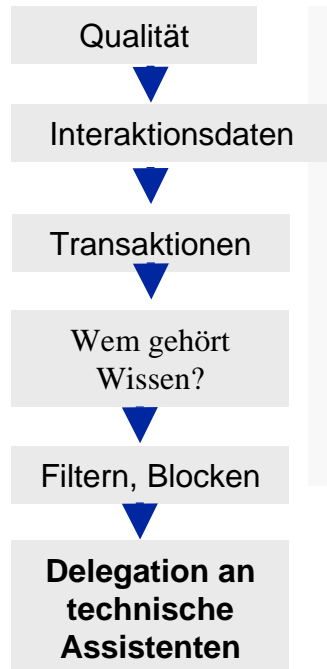 Qualität
Interaktionsdaten
Transaktionen
Wem gehört
Wissen?
Filtern, Blocken
Delegation an
technische
Assistenten